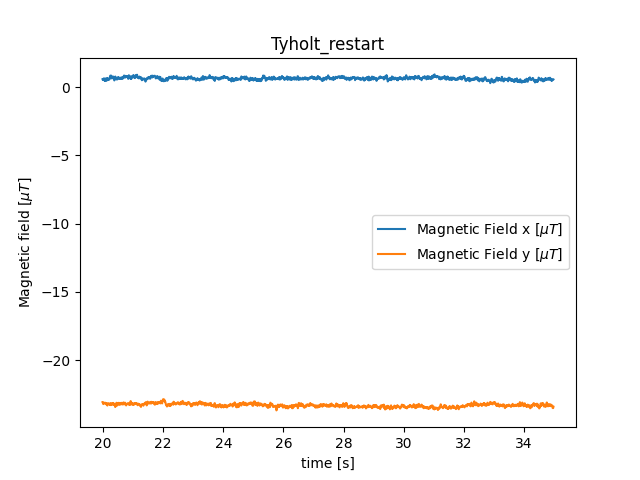 Tyholt_restart
Magnetic field [μT]
0
−5
−10
−15
−20
Magnetic Field x [μT]
Magnetic Field y [μT]
20 22 24 26 28 30 32 34
time [s]